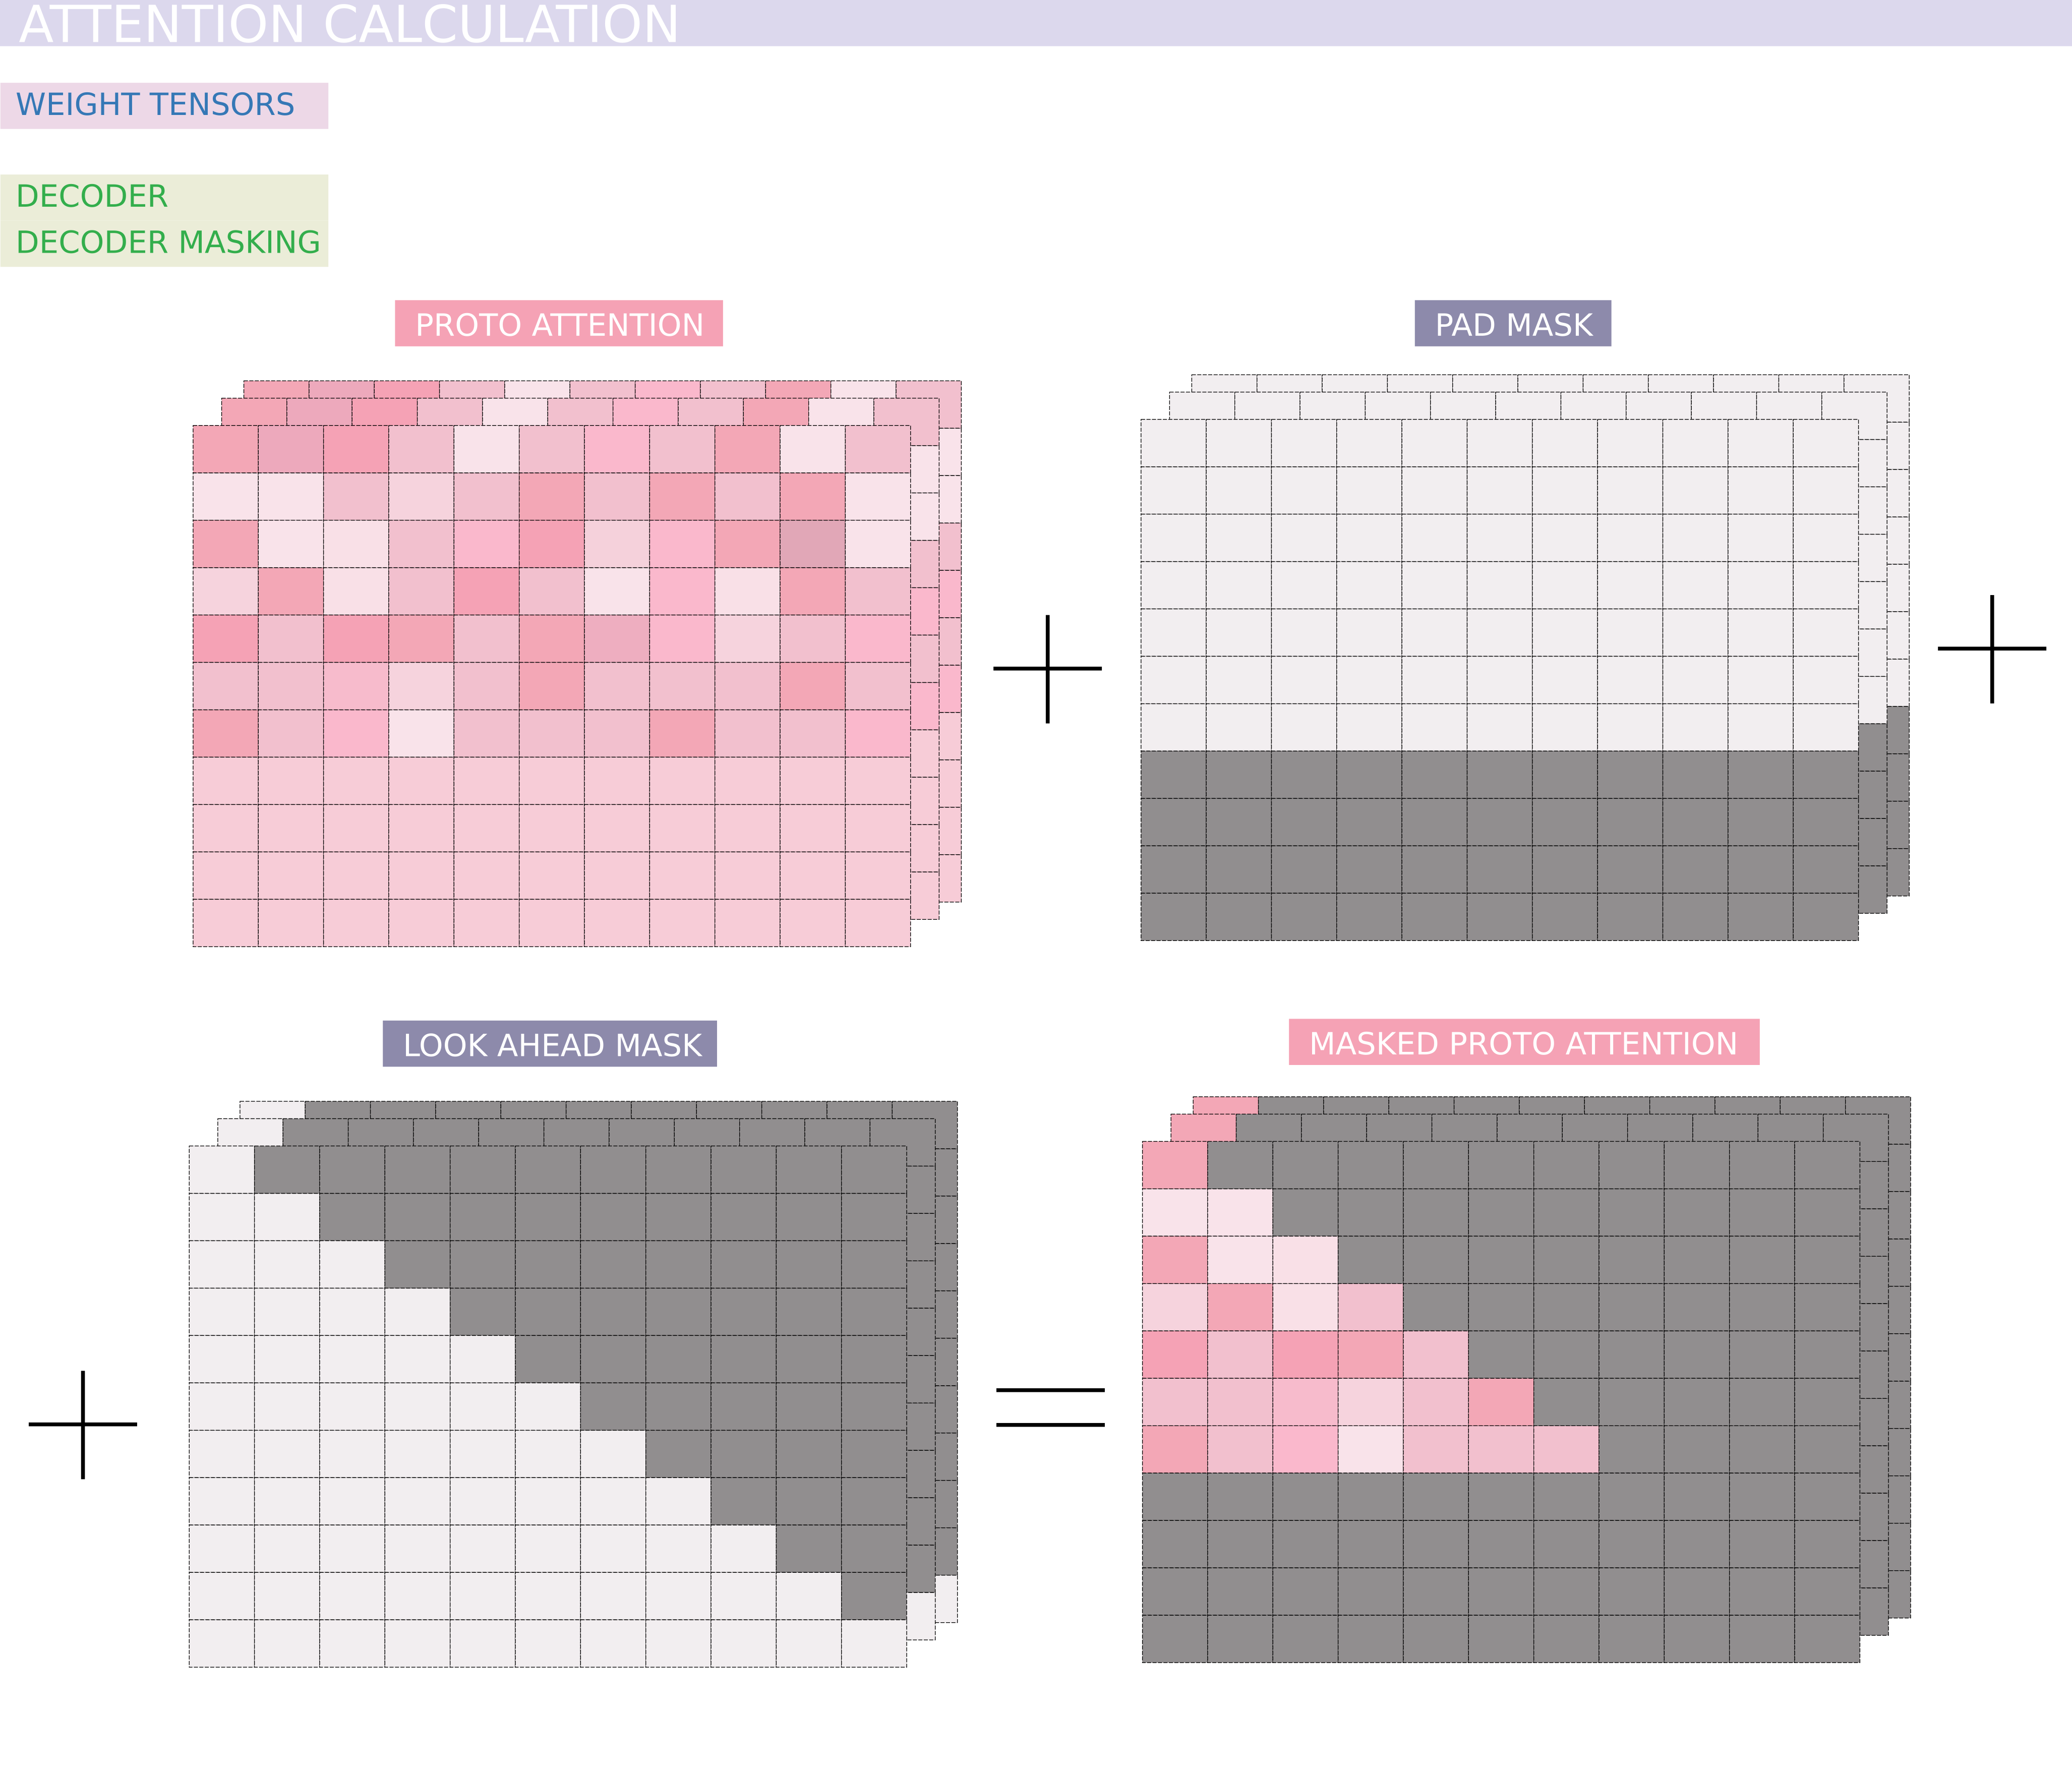 ATTENTION CALCULATION
WEIGHT TENSORS
DECODER
DECODER MASKING
PROTO ATTENTION
PAD MASK
LOOK AHEAD MASK
MASKED PROTO ATTENTION